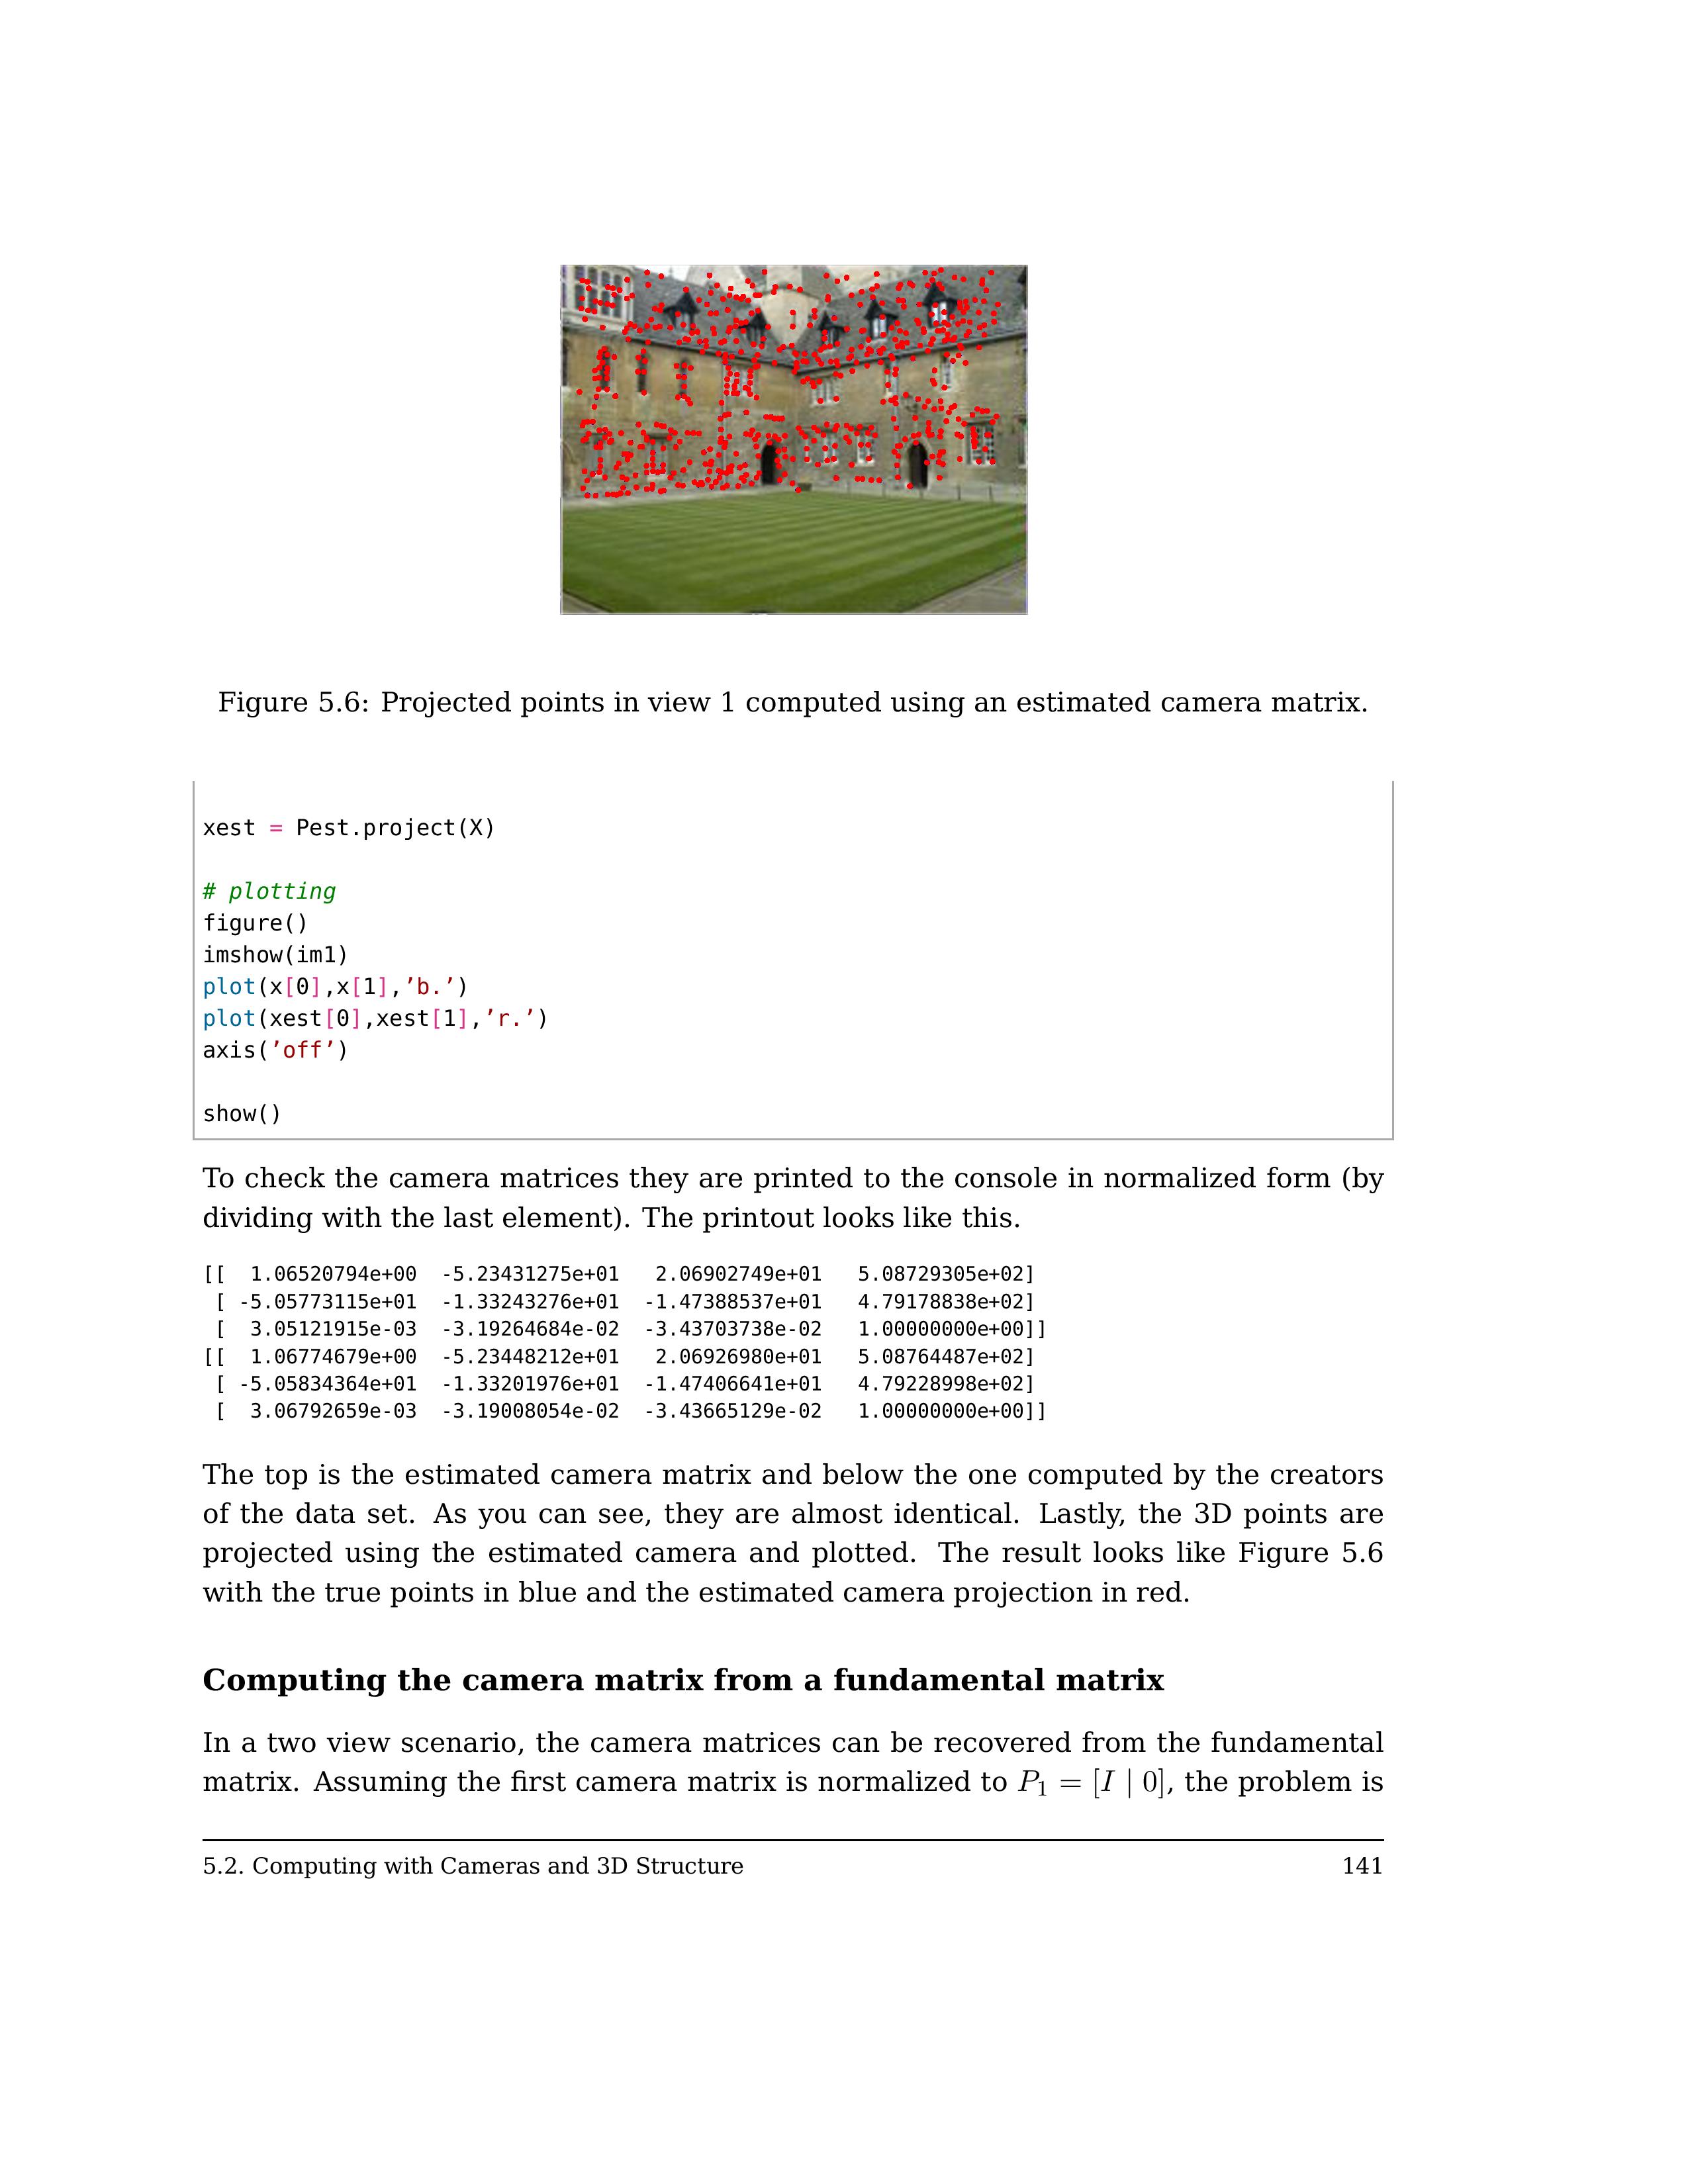 Figure 5.6: Projected points in view 1 computed using an estimated camera matrix.
xest = Pest.project(X)
# plotting
figure()
imshow(im1)
plot(x[0],x[1],’b.’)
plot(xest[0],xest[1],’r.’)
axis(’off’)
show()
To check the camera matrices they are printed to the console in normalized form (by
dividing with the last element). The printout looks like this.
[[  1.06520794e+00  -5.23431275e+01   2.06902749e+01   5.08729305e+02]
 [ -5.05773115e+01  -1.33243276e+01  -1.47388537e+01   4.79178838e+02]
 [  3.05121915e-03  -3.19264684e-02  -3.43703738e-02   1.00000000e+00]]
[[  1.06774679e+00  -5.23448212e+01   2.06926980e+01   5.08764487e+02]
 [ -5.05834364e+01  -1.33201976e+01  -1.47406641e+01   4.79228998e+02]
 [  3.06792659e-03  -3.19008054e-02  -3.43665129e-02   1.00000000e+00]]
The top is the estimated camera matrix and below the one computed by the creators
of the data set. As you can see, they are almost identical. Lastly, the 3D points are
projected using the estimated camera and plotted. The result looks like Figure 5.6
with the true points in blue and the estimated camera projection in red.
Computing the camera matrix from a fundamental matrix
In a two view scenario, the camera matrices can be recovered from the fundamental
matrix. Assuming the first camera matrix is normalized to P₁ = [I | 0], the problem is
5.2. Computing with Cameras and 3D Structure 141